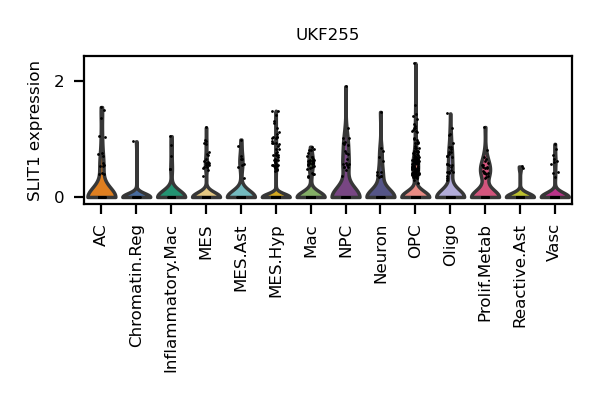 UKF255
SLIT1 expression
2
0
AC
Chromatin.Reg
Inflammatory.Mac
MES
MES.Ast
MES.Hyp
Mac
NPC
Neuron
OPC
Oligo
Prolif.Metab
Reactive.Ast
Vasc